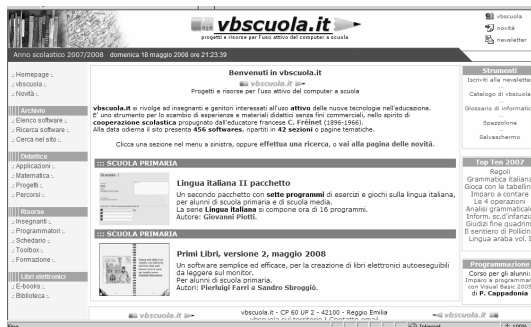 vbscuola.it
progetti e risorse per l'uso attivo del computer a scuola
vbscuola
novità
newsletter
Anno scolastico 2007/2008 domenica 18 maggio 2008 ore 21:23:39
.: Homepage :.
.: vbscuola :.
.: Novità :.
Archivio
.: Elenco software :.
.: Ricerca software :.
.: Cerca nel sito :.
Didattica
.: Applicazioni :.
.: Matematica :.
.: Progetti :.
.: Percorsi :.
Risorse
.: Insegnanti :.
.: Programmatori :.
.: Schedario :.
.: Toolbox :.
.: Formazione :.
Libri elettronici
.: E-books :.
.: Biblioteca :.
Benvenuti in vbscuola.it
vbscuola.it
Progetti e risorse per l'uso attivo del computer a scuola
vbscuola.it si rivolge ad insegnanti e genitori interessati all'uso attivo delle nuove tecnologie nell'educazione.
E' uno strumento per lo scambio di esperienze e materiali didattici senza fini commerciali, nello spirito di
cooperazione scolastica propugnato dall'educatore francese C. Freinet (1896-1966).
Alla data odierna il sito presenta 456 softwares, ripartiti in 42 sezioni o pagine tematiche.
Clicca una sezione nel menu a sinistra, oppure effettua una ricerca, o vai alla pagina delle novità.
::: SCUOLA PRIMARIA
Lingua italiana II pacchetto
Un secondo pacchetto con sette programmi di esercizi e giochi sulla lingua italiana,
per alunni di scuola primaria e di scuola media.
La serie Lingua italiana si compone ora di 16 programmi.
Autore: Giovanni Piotti.
::: SCUOLA PRIMARIA
Primi Libri, versione 2, maggio 2008
Un software semplice ed efficace, per la creazione di libri elettronici autoeseguibili
da leggere sul monitor.
Per alunni di scuola primaria.
Autori: Pierluigi Farri e Sandro Sbroggiò.
Strumenti
Iscriviti alla newsletter
...
Catalogo di vbscuola
...
Glossario di informatic
...
Spazzolone
...
Salvaschermo
Top Ten 2007
Regoli
Grammatica italiana
Gioca con le tabellin
Imparo a contare
Le 4 operazioni
Analisi grammatical
Inform. sc.d'infanzia
Giudizi fine quadrim
Il sentiero di Pollicin
Lingua araba vol. I
Programmazione
Corso per gli alunni:
Imparo a programmar
con Visual Basic 2005
di P. Cappadonia
vbscuola.it
vbscuola.it - CP 60 UP 2 - 42100 - Reggio Emilia
vbscuola.it
Fine
Internet
100%